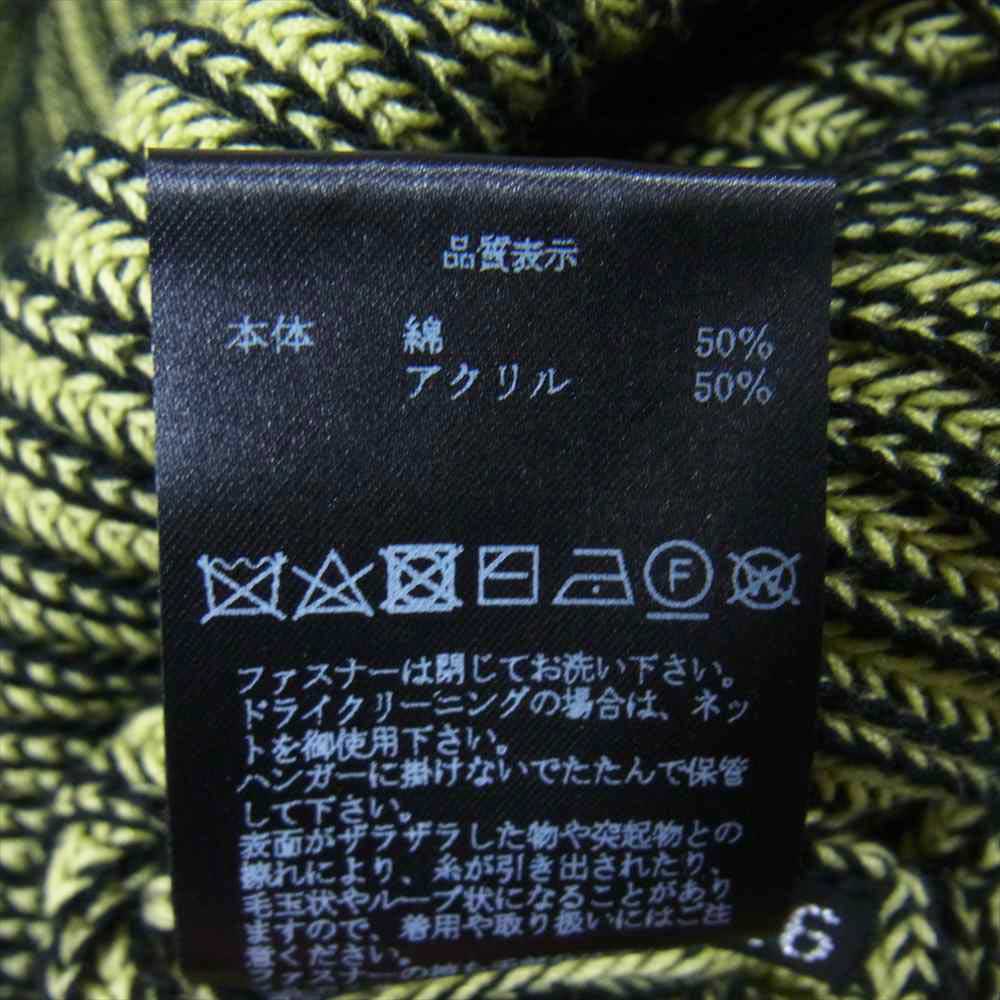 品質表示
本体 綿 50%
アクリル 50%
F
W
ファスナーは閉じてお洗い下さい。
ドライクリーニングの場合は、ネッ
トを御使用下さい。
ハンガーに掛けないでたたんで保管
して下さい。
表面がザラザラした物や突起物との
擦れにより、糸が引き出されたり、
毛玉状やループ状になることがあり
ますので、着用や取り扱いにはご注
意ください。
ファスナーの
6